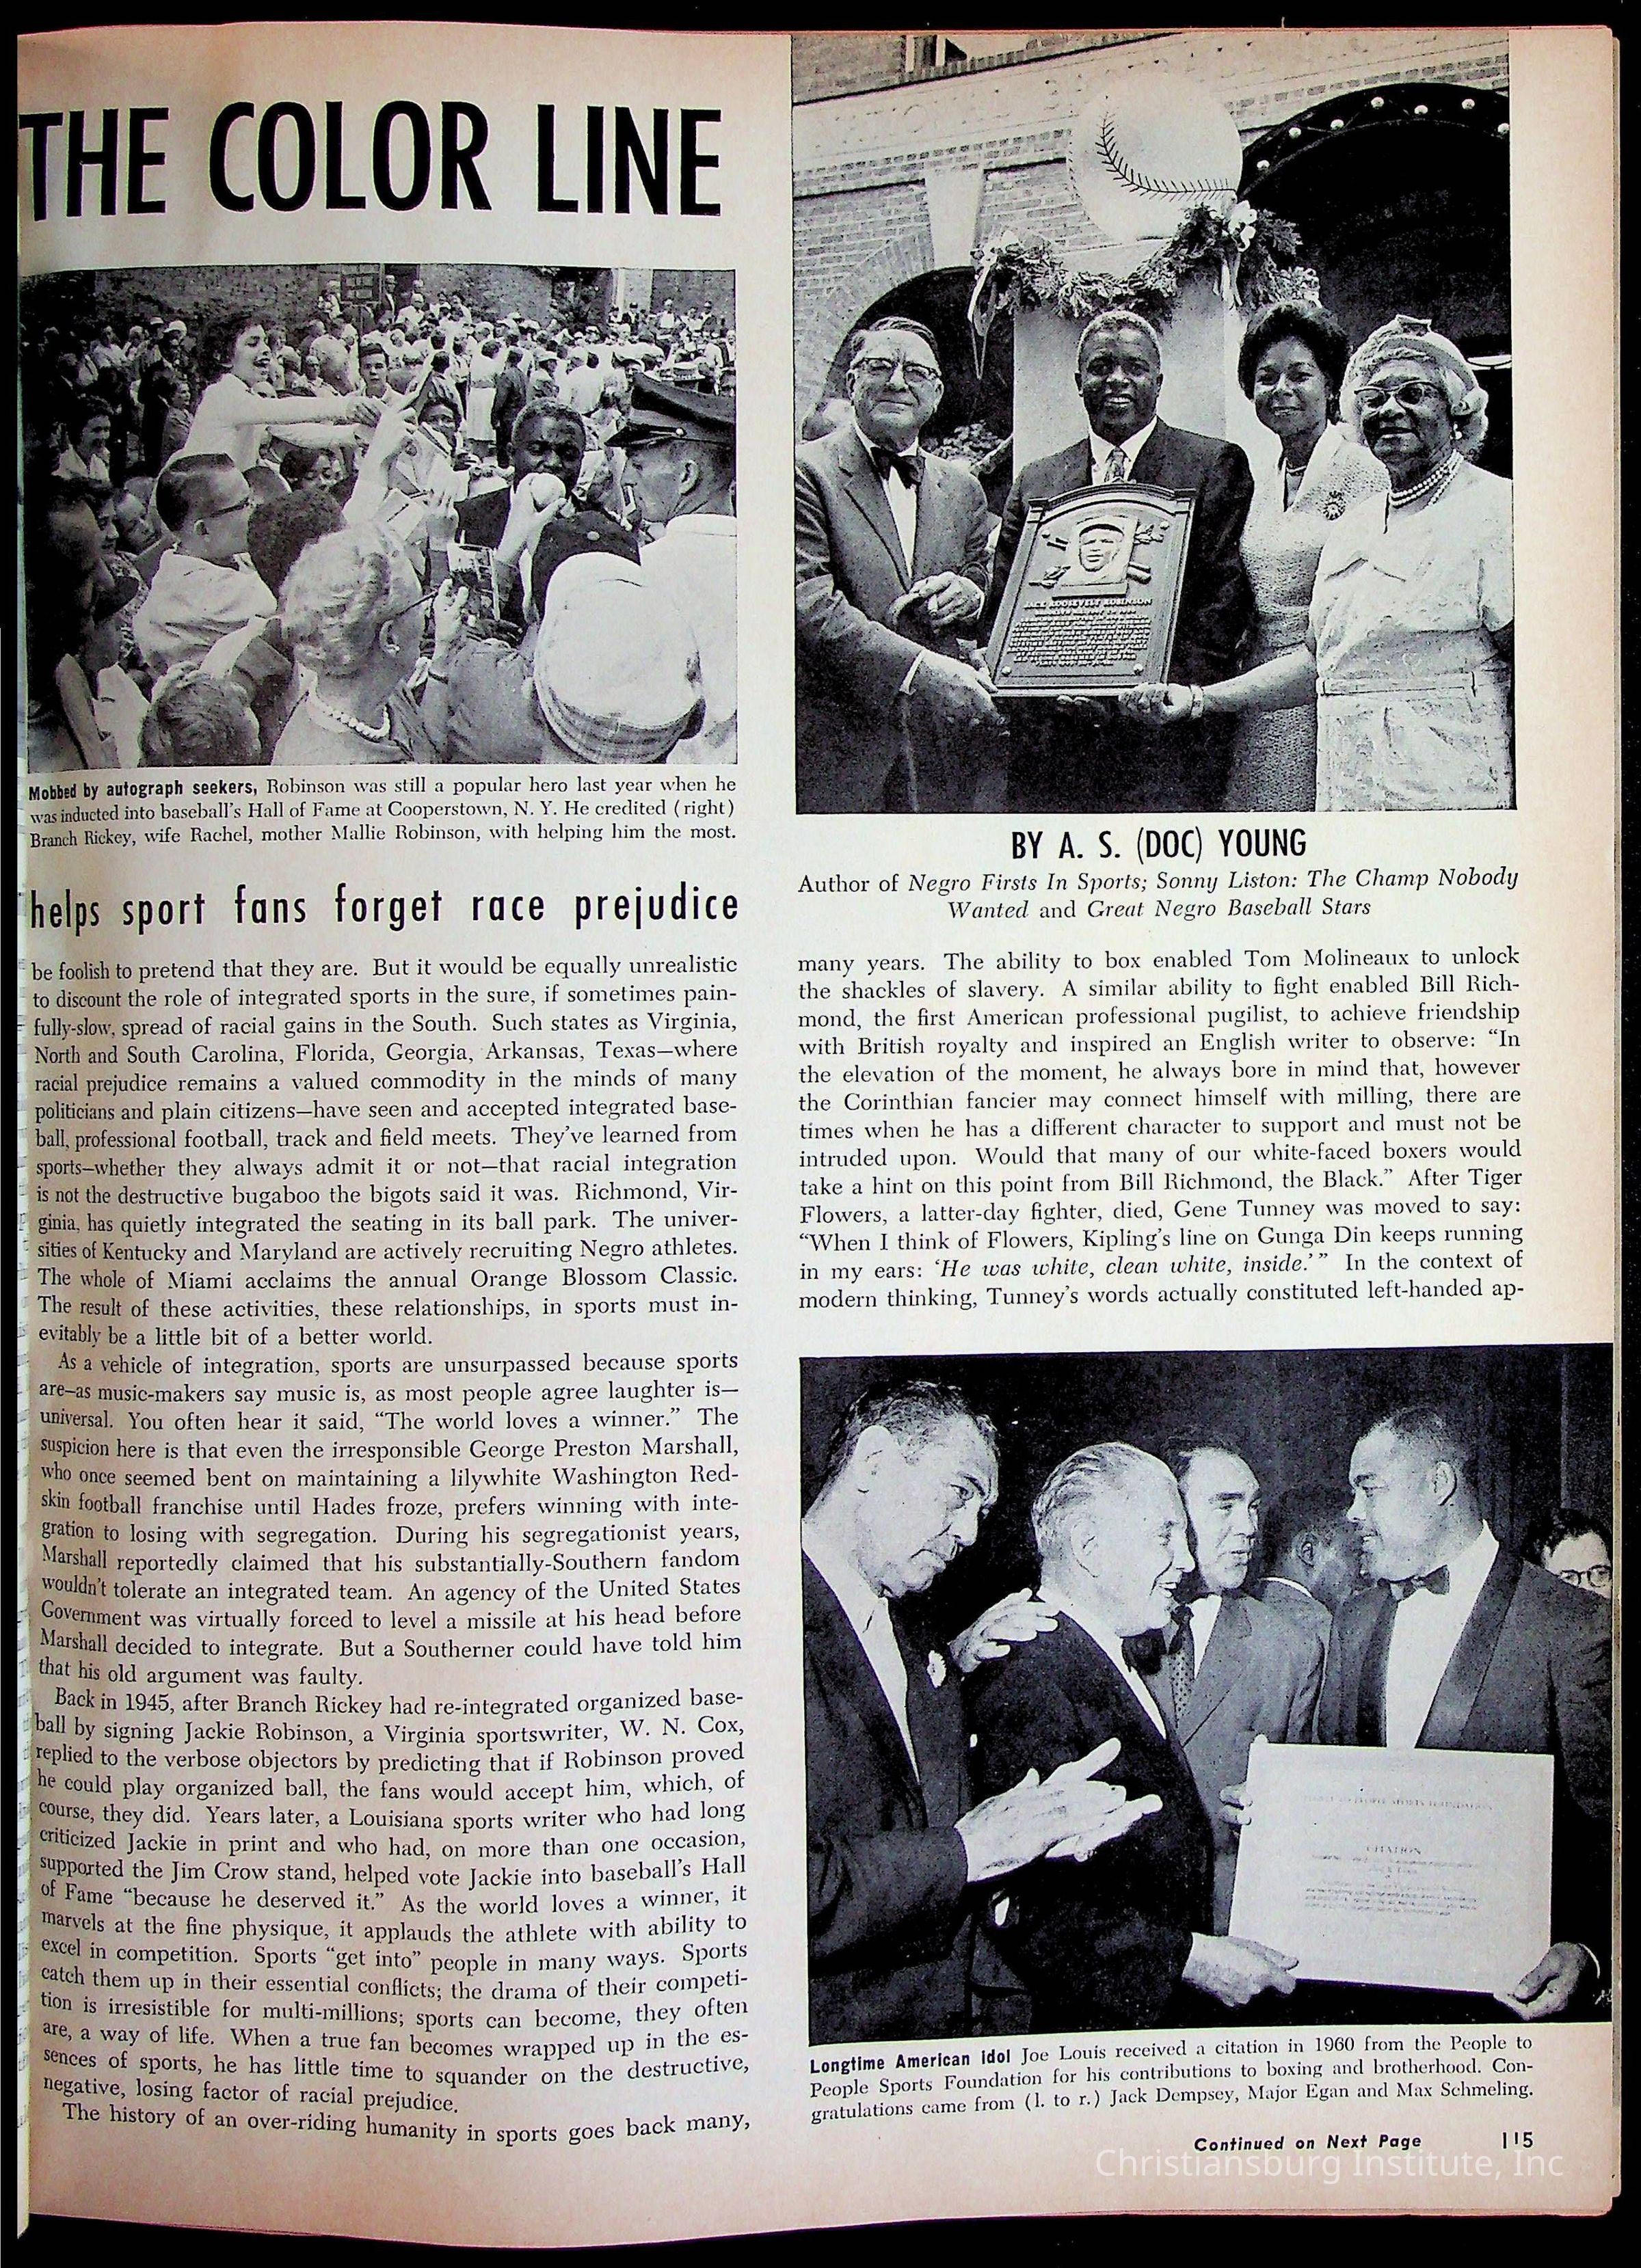 THE COLOR LINE
Mobbed by autograph seekers, Robinson was still a popular hero last year when he
was inducted into baseball's Hall of Fame at Cooperstown, N. Y. He credited (right)
Branch Rickey, wife Rachel, mother Mallie Robinson, with helping him the most.
helps sport fans forget race prejudice
be foolish to pretend that they are. But it would be equally unrealistic
to discount the role of integrated sports in the sure, if sometimes pain-
fully-slow, spread of racial gains in the South. Such states as Virginia,
North and South Carolina, Florida, Georgia, Arkansas, Texas—where
racial prejudice remains a valued commodity in the minds of many
politicians and plain citizens—have seen and accepted integrated base-
ball, professional football, track and field meets. They've learned from
sports—whether they always admit it or not—that racial integration
is not the destructive bugaboo the bigots said it was. Richmond, Vir-
ginia, has quietly integrated the seating in its ball park. The univer-
sities of Kentucky and Maryland are actively recruiting Negro athletes.
The whole of Miami acclaims the annual Orange Blossom Classic.
The result of these activities, these relationships, in sports must in-
evitably be a little bit of a better world.
As a vehicle of integration, sports are unsurpassed because sports
are—as music-makers say music is, as most people agree laughter is—
universal. You often hear it said, "The world loves a winner." The
suspicion here is that even the irresponsible George Preston Marshall,
who once seemed bent on maintaining a lilywhite Washington Red-
skin football franchise until Hades froze, prefers winning with inte-
gration to losing with segregation. During his segregationist years,
Marshall reportedly claimed that his substantially-Southern fandom
wouldn't tolerate an integrated team. An agency of the United States
Government was virtually forced to level a missile at his head before
Marshall decided to integrate. But a Southerner could have told him
that his old argument was faulty.
Back in 1945, after Branch Rickey had re-integrated organized base-
ball by signing Jackie Robinson, a Virginia sportswriter, W. N. Cox,
replied to the verbose objectors by predicting that if Robinson proved
he could play organized ball, the fans would accept him, which, of
course, they did. Years later, a Louisiana sports writer who had long
criticized Jackie in print and who had, on more than one occasion,
supported the Jim Crow stand, helped vote Jackie into baseball's Hall
of Fame "because he deserved it." As the world loves a winner, it
marvels at the fine physique, it applauds the athlete with ability to
excel in competition. Sports "get into" people in many ways. Sports
catch them up in their essential conflicts; the drama of their competi-
tion is irresistible for multi-millions; sports can become, they often
are, a way of life. When a true fan becomes wrapped up in the es-
sences of sports, he has little time to squander on the destructive,
negative, losing factor of racial prejudice.
The history of an over-riding humanity in sports goes back many,
JACK ROOSEVELT ROBINSON
BY A. S. (DOC) YOUNG
Author of Negro Firsts In Sports; Sonny Liston: The Champ Nobody
Wanted and Great Negro Baseball Stars
many years. The ability to box enabled Tom Molineaux to unlock
the shackles of slavery. A similar ability to fight enabled Bill Rich-
mond, the first American professional pugilist, to achieve friendship
with British royalty and inspired an English writer to observe: "In
the elevation of the moment, he always bore in mind that, however
the Corinthian fancier may connect himself with milling, there are
times when he has a different character to support and must not be
intruded upon. Would that many of our white-faced boxers would
take a hint on this point from Bill Richmond, the Black." After Tiger
Flowers, a latter-day fighter, died, Gene Tunney was moved to say:
"When I think of Flowers, Kipling's line on Gunga Din keeps running
in my ears: 'He was white, clean white, inside.'" In the context of
modern thinking, Tunney's words actually constituted left-handed ap-
CITATION
Longtime American idol Joe Louis received a citation in 1960 from the People to
People Sports Foundation for his contributions to boxing and brotherhood. Con-
gratulations came from (l. to r.) Jack Dempsey, Major Egan and Max Schmeling.
Continued on Next Page 115
Christiansburg Institute, Inc